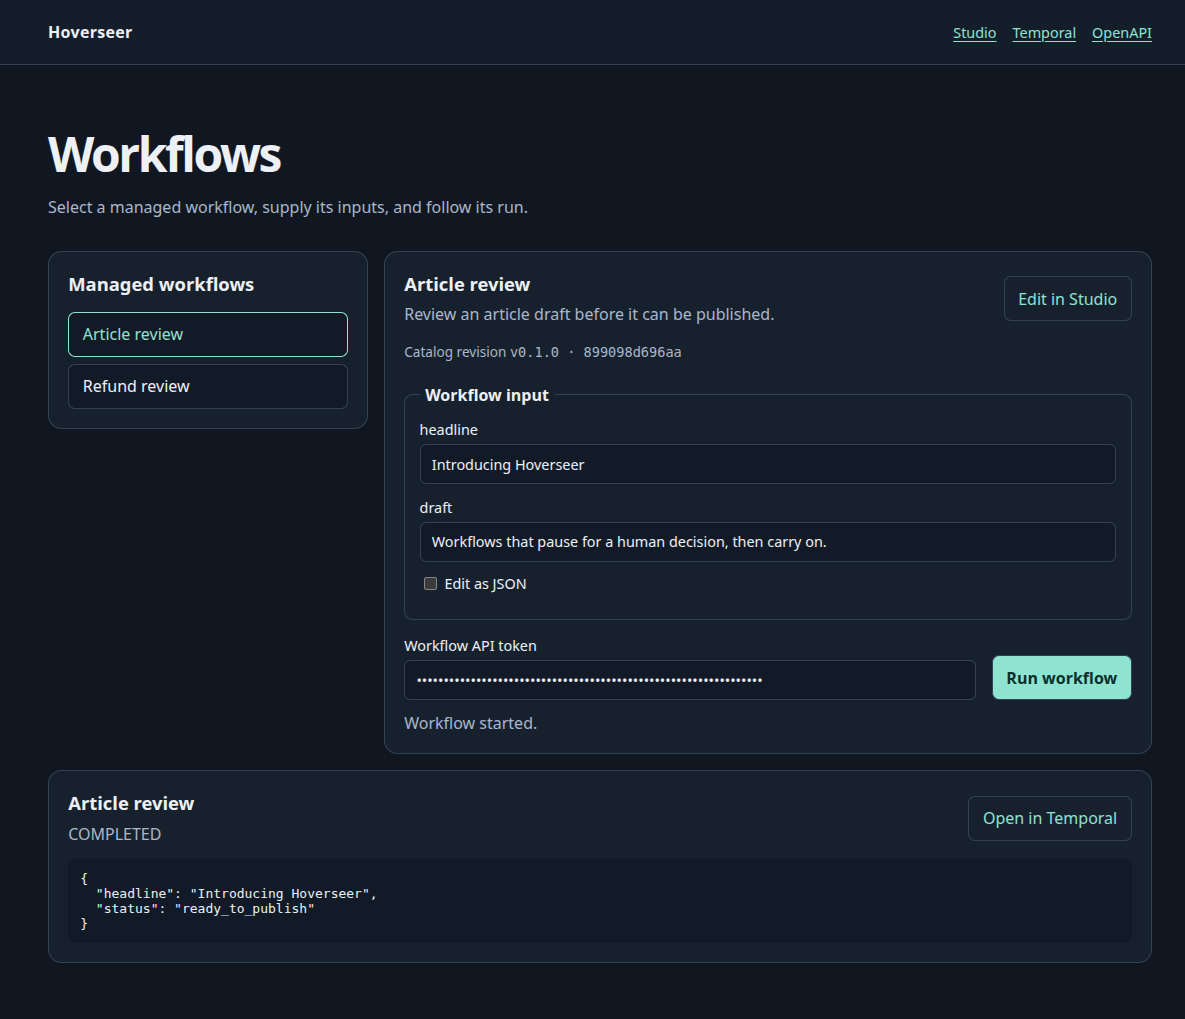 Hoverseer
Studio Temporal OpenAPI
Workflows
Select a managed workflow, supply its inputs, and follow its run.
Managed workflows
Article review
Refund review
Article review
Review an article draft before it can be published.
Edit in Studio
Catalog revision v0.1.0 · 899098d696aa
Workflow input
headline
Introducing Hoverseer
draft
Workflows that pause for a human decision, then carry on.
Edit as JSON
Workflow API token
Run workflow
Workflow started.
Article review
COMPLETED
Open in Temporal
{
  "headline": "Introducing Hoverseer",
  "status": "ready_to_publish"
}